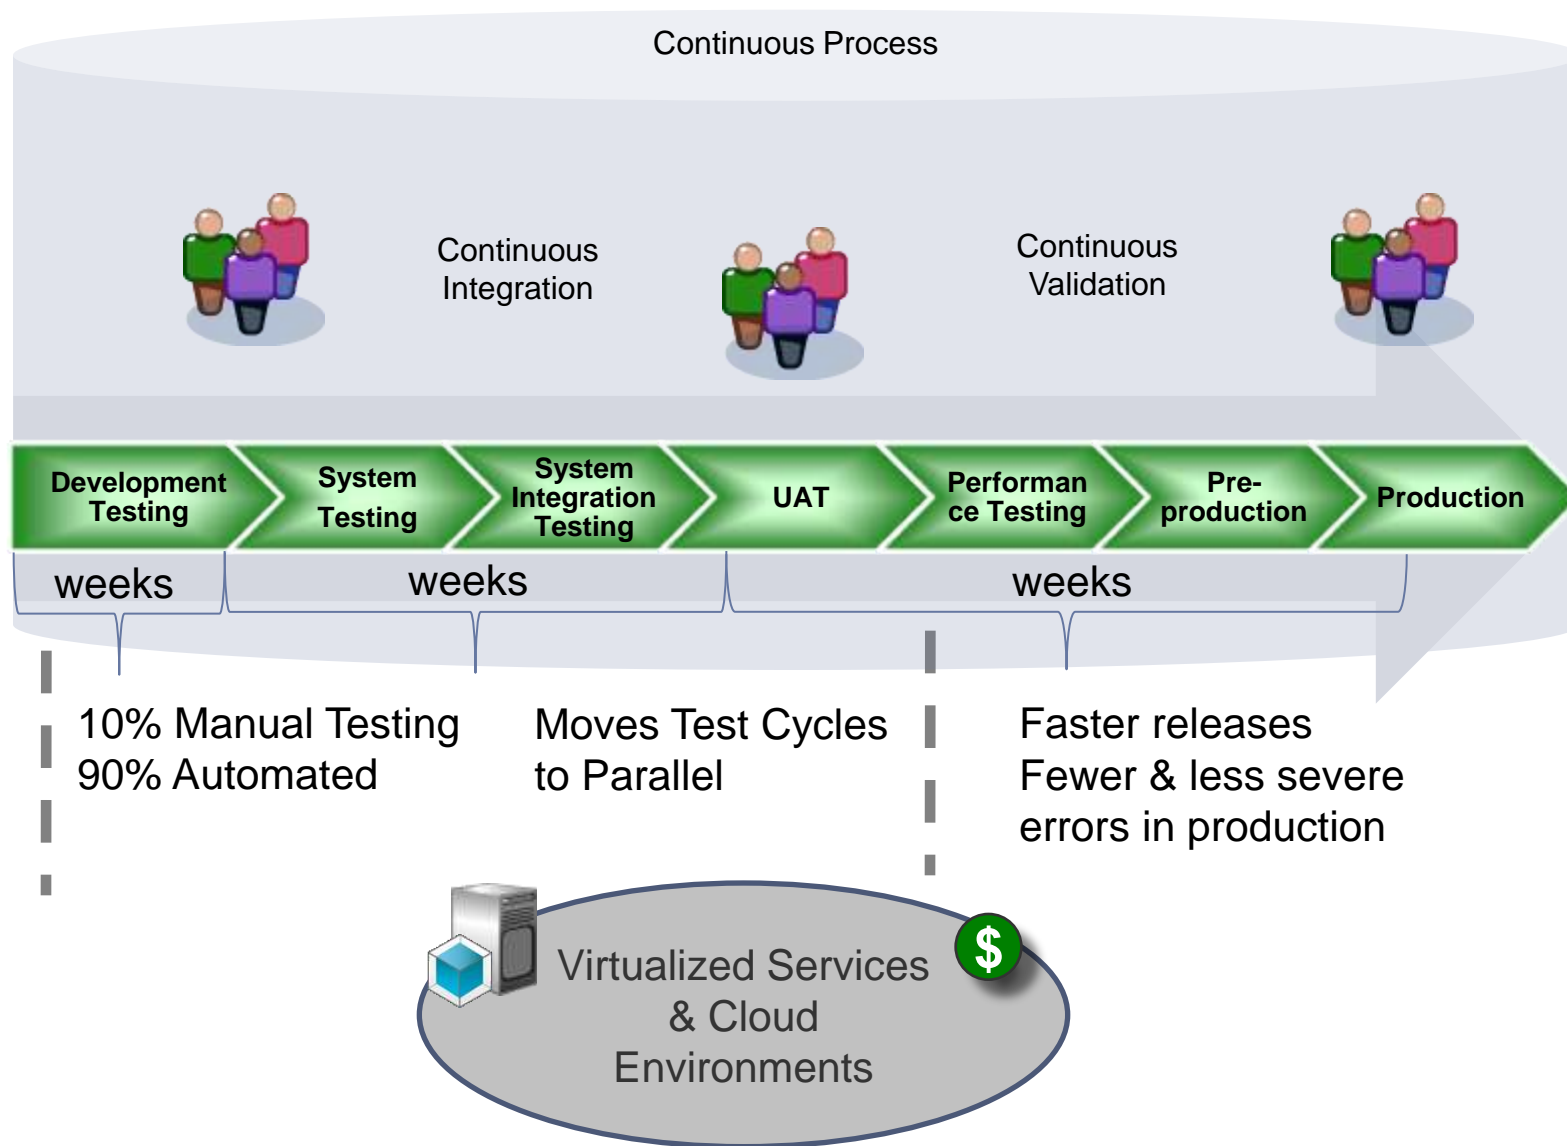 Continuous Process
Continuous
Integration
Continuous
Validation
Development
Testing
System
Testing
System
Integration
Testing
UAT
Performan
ce Testing
Pre-
production
Production
weeks
weeks
weeks
10% Manual Testing
90% Automated
Moves Test Cycles
to Parallel
Faster releases
Fewer & less severe
errors in production
$
Virtualized Services
& Cloud
Environments